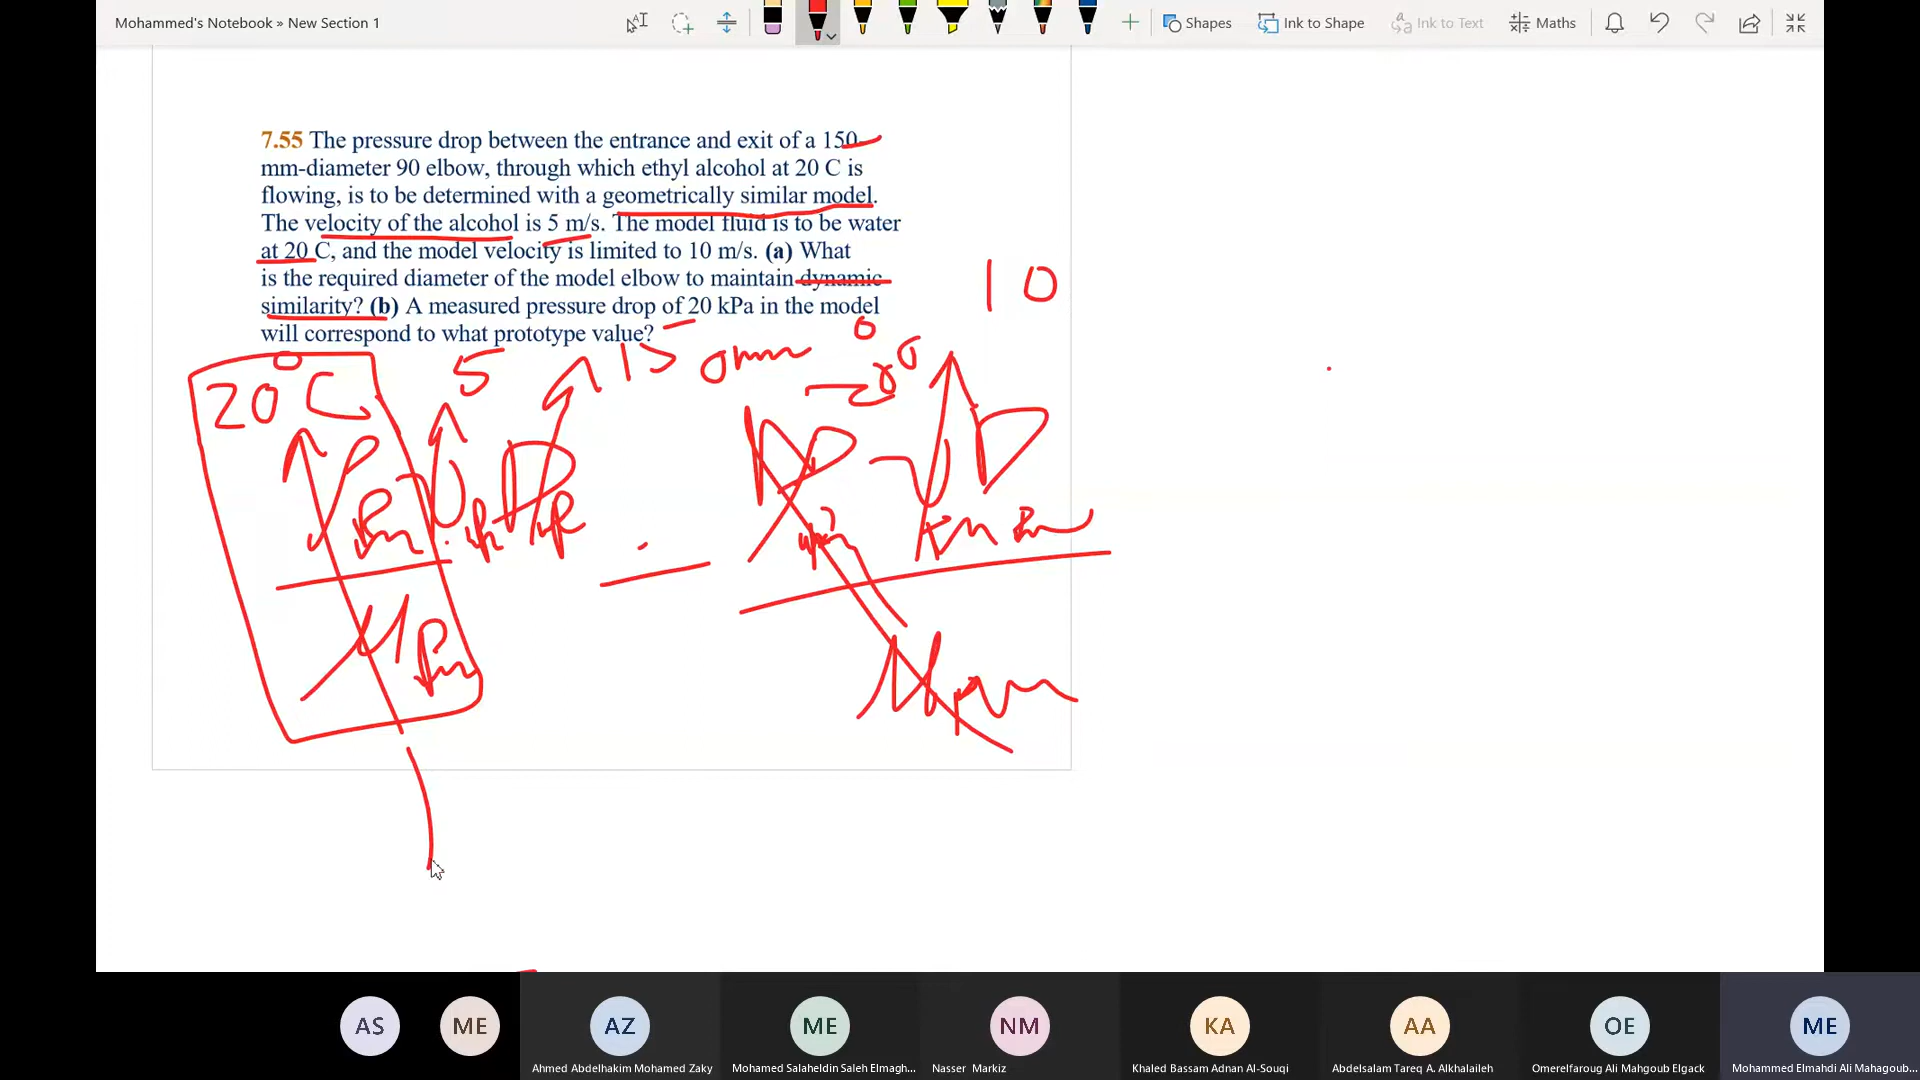 Mohammed's Notebook » New Section 1
Shapes
Ink to Shape
Ink to Text
Maths
7.55 The pressure drop between the entrance and exit of a 150-
mm-diameter 90 elbow, through which ethyl alcohol at 20 C is
flowing, is to be determined with a geometrically similar model.
The velocity of the alcohol is 5 m/s. The model fluid is to be water
at 20 C, and the model velocity is limited to 10 m/s. (a) What
is the required diameter of the model elbow to maintain dynamic
similarity? (b) A measured pressure drop of 20 kPa in the model
will correspond to what prototype value?
10
20°C
5
150mm
AS
ME
AZ
ME
NM
KA
AA
OE
ME
Ahmed Abdelhakim Mohamed Zaky
Mohamed Salaheldin Saleh Elmagh...
Nasser Markiz
Khaled Bassam Adnan Al-Souqi
Abdelsalam Tareq A. Alkhalaileh
Omerelfaroug Ali Mahgoub Elgack
Mohammed Elmahdi Ali Mahagoub...